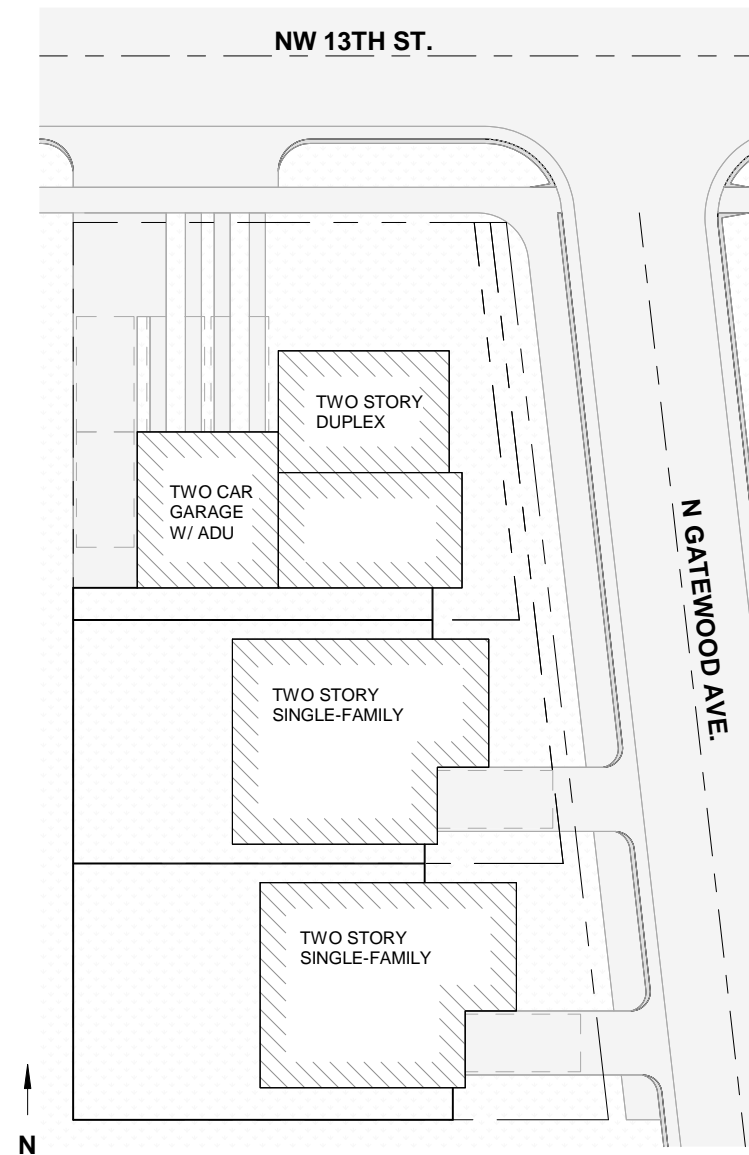 NW 13TH ST.
TWO STORY
DUPLEX
TWO CAR
GARAGE
W/ ADU
N GATEWOOD AVE.
TWO STORY
SINGLE-FAMILY
TWO STORY
SINGLE-FAMILY
N